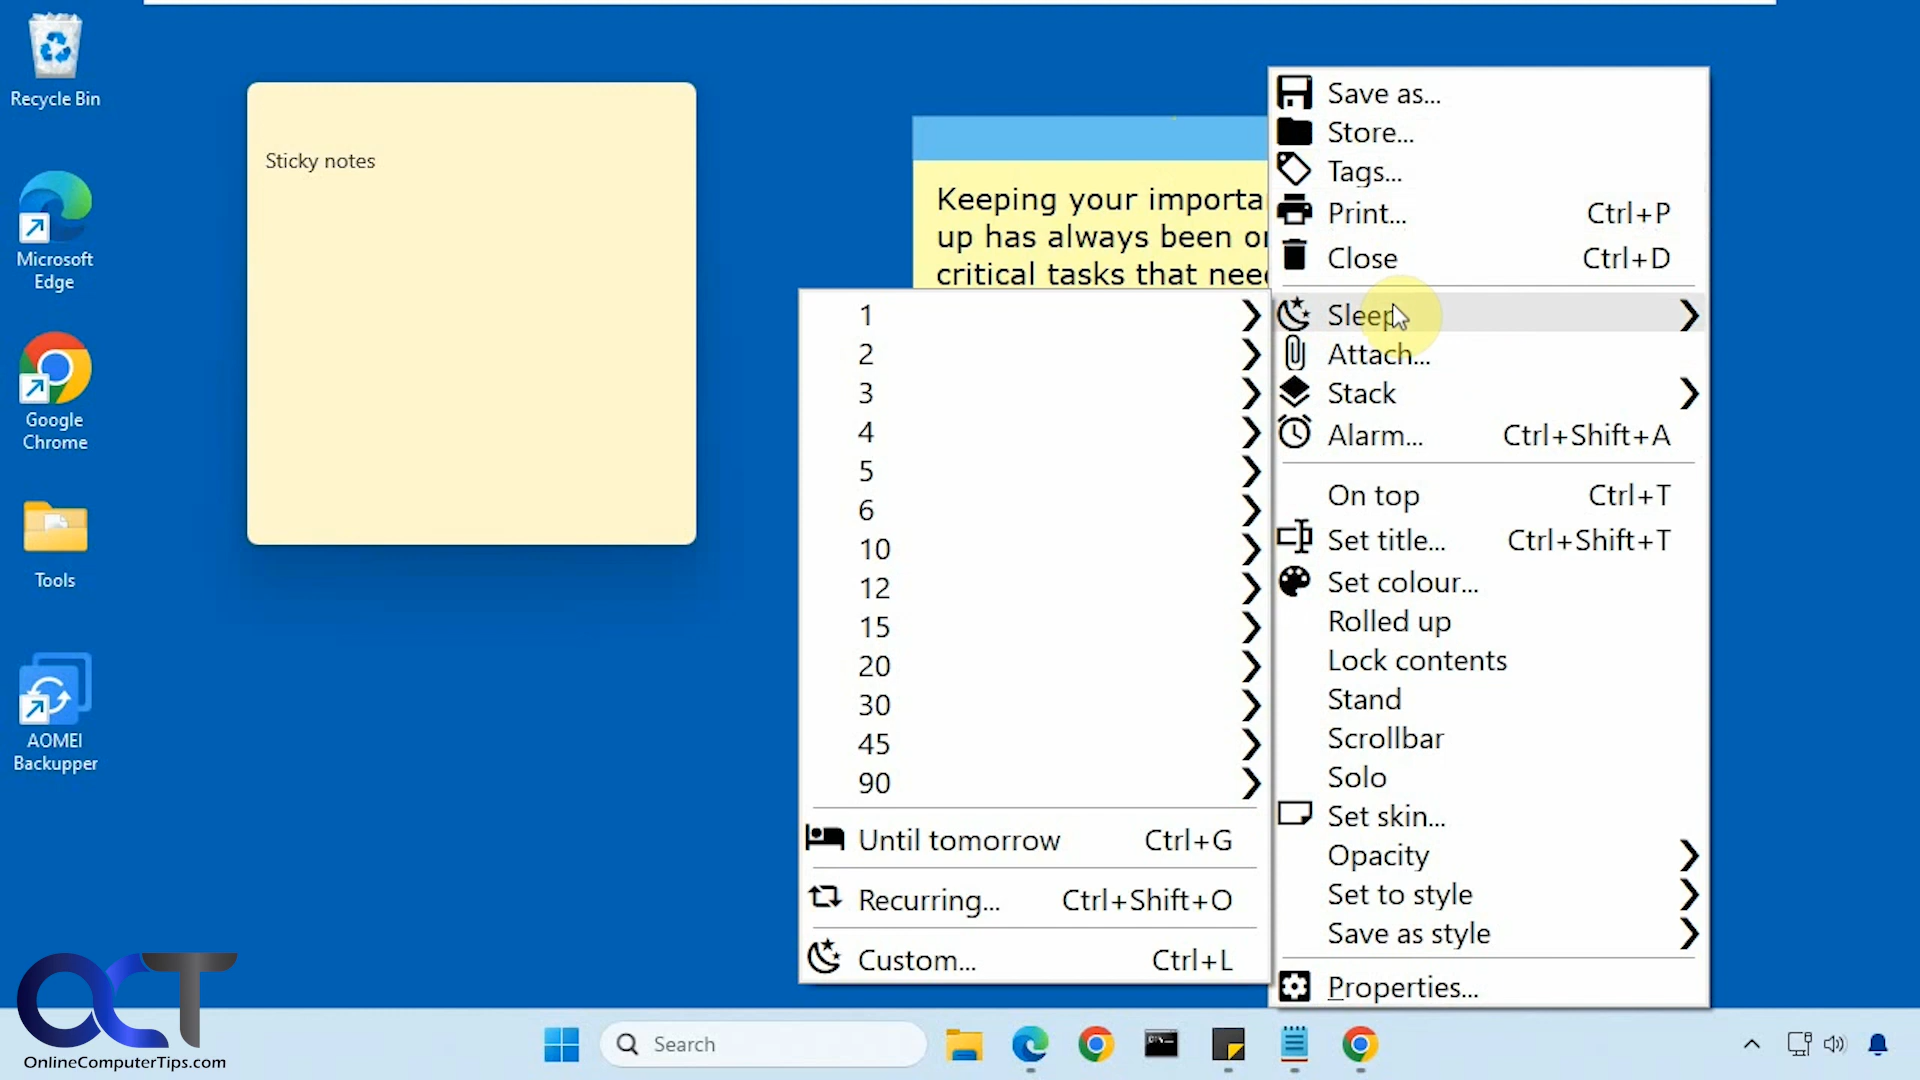 Recycle Bin
Microsoft
Edge
Google
Chrome
Tools
AOMEI
Backupper
Sticky notes
Keeping your importa
up has always been o
critical tasks that nee
1
2
3
4
5
6
10
12
15
20
30
45
90
Until tomorrow Ctrl+G
Recurring... Ctrl+Shift+O
Custom... Ctrl+L
Save as...
Store...
Tags...
Print... Ctrl+P
Close Ctrl+D
Sleep
Attach...
Stack
Alarm... Ctrl+Shift+A
On top Ctrl+T
Set title... Ctrl+Shift+T
Set colour...
Rolled up
Lock contents
Stand
Scrollbar
Solo
Set skin...
Opacity
Set to style
Save as style
Properties...
OCT
OnlineComputerTips.com
Search